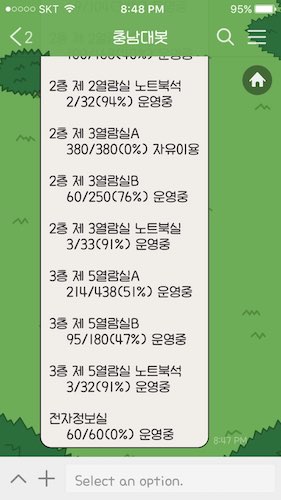 SKT 8:48 PM 95%
2 충남대봇
2층 제 2열람실 노트북석
2/32(94%) 운영중
2층 제 3열람실A
380/380(0%) 자유이용
2층 제 3열람실B
60/250(76%) 운영중
2층 제 3열람실 노트북실
3/33(91%) 운영중
3층 제 5열람실A
214/438(51%) 운영중
3층 제 5열람실B
95/180(47%) 운영중
3층 제 5열람실 노트북석
3/32(91%) 운영중
전자정보실
60/60(0%) 운영중
8:47 PM
Select an option.